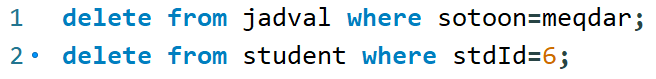 1 delete from jadval where sotoon=meqdar;
2 delete from student where stdId=6;